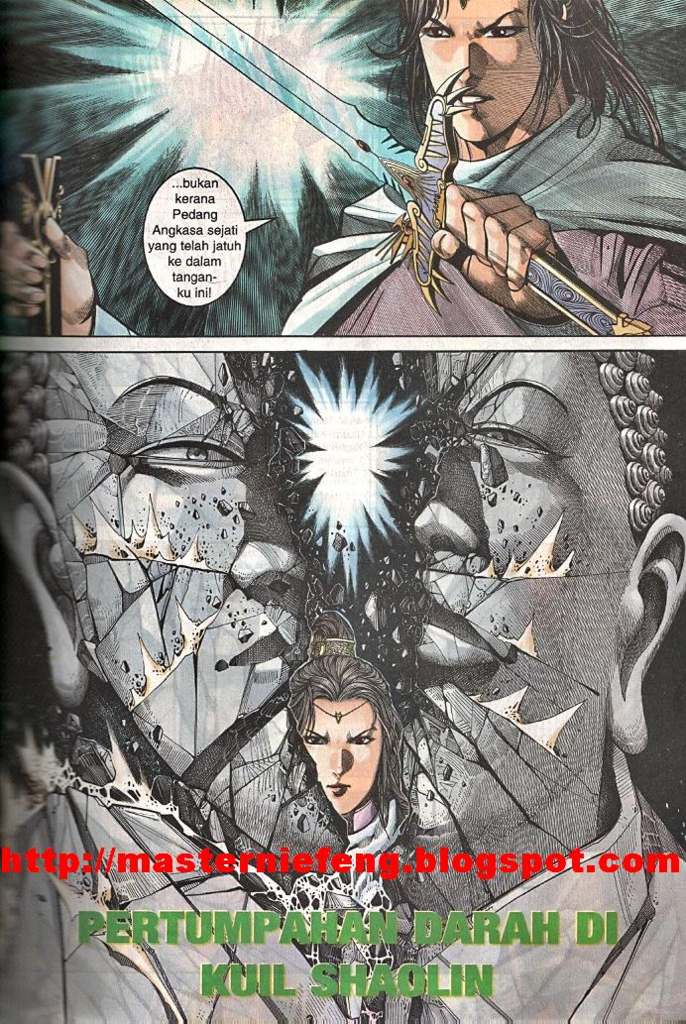 ...bukan
kerana
Pedang
Angkasa sejati
yang telah jatuh
ke dalam
tangan-
ku ini!
http://masterniefeng.blogspot.com
PERTUMPAHAN DARAH DI
KUIL SHAOLIN